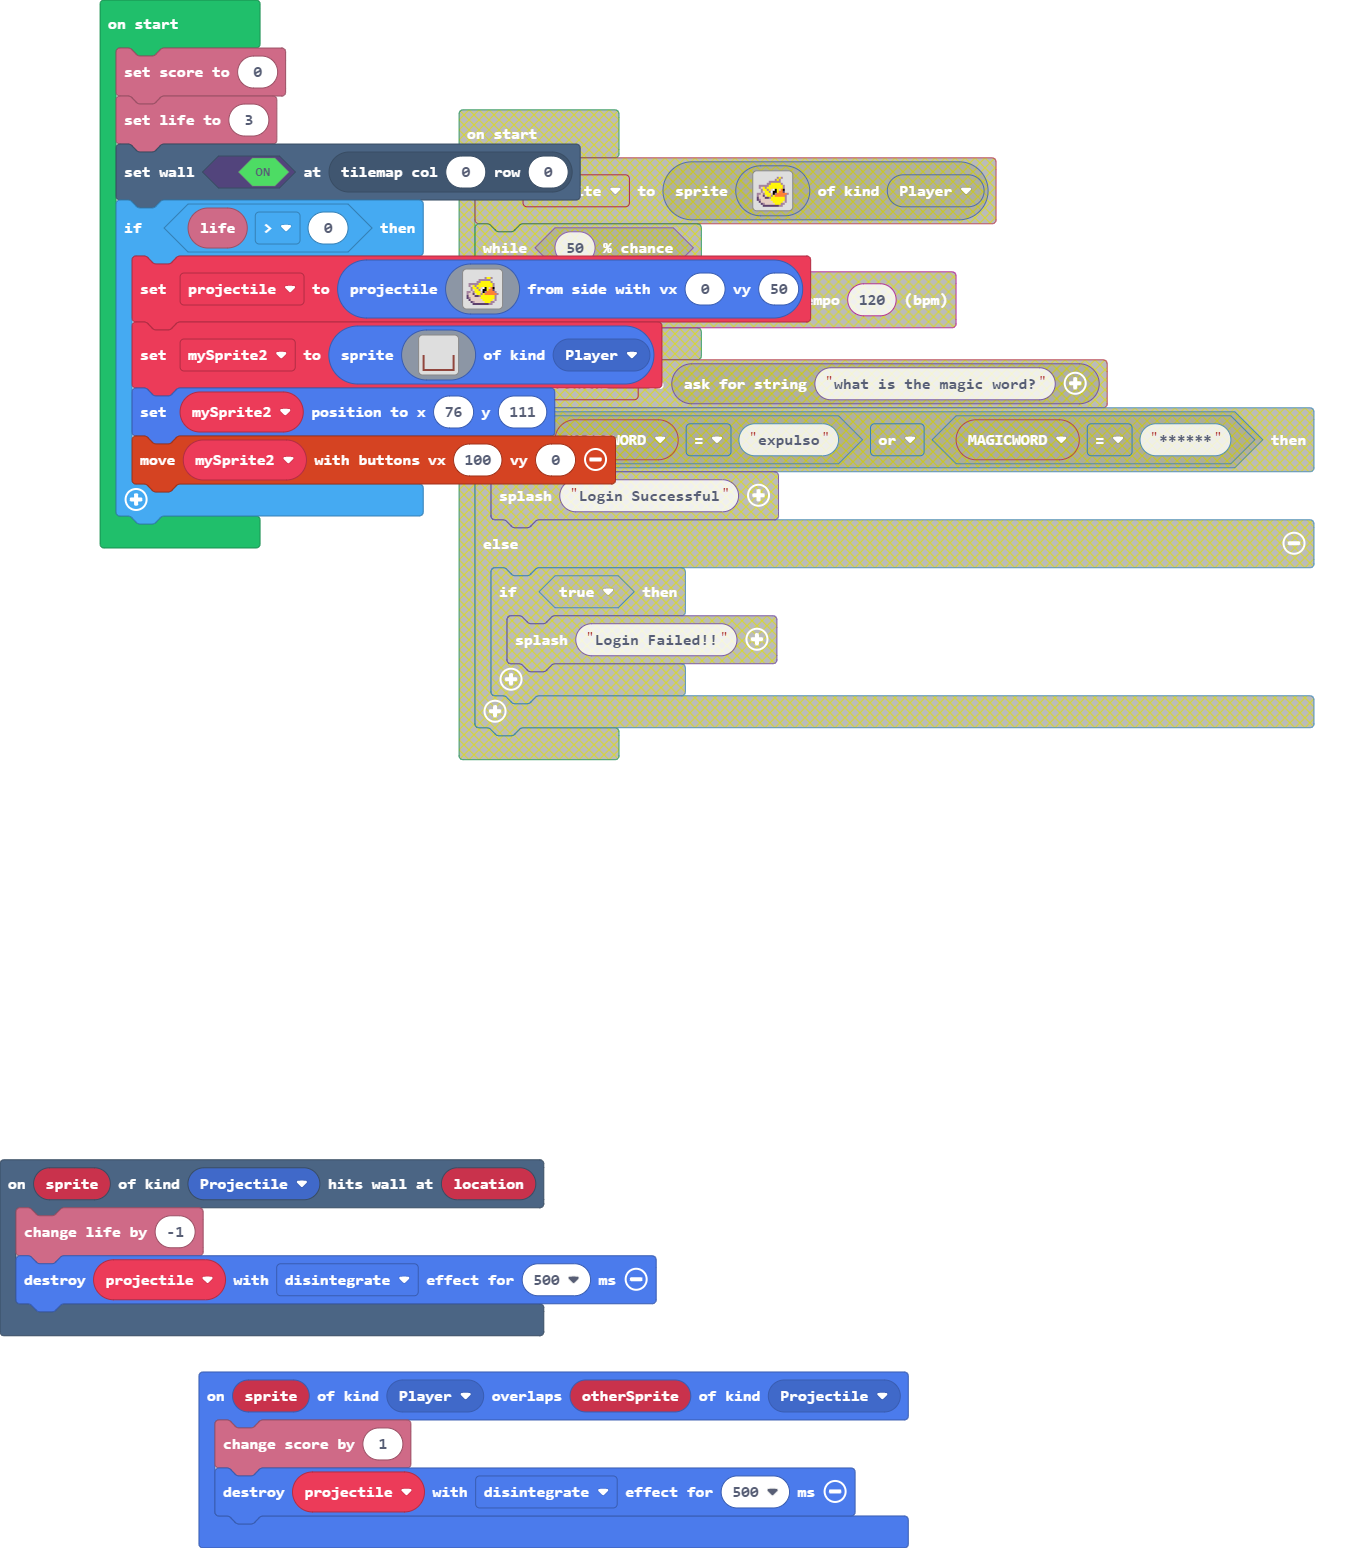 on start
set score to 0
set life to 3
set wall ON at tilemap col 0 row 0
if life > 0 then
set projectile to projectile from side with vx 0 vy 50
set mySprite2 to sprite of kind Player
set mySprite2 position to x 76 y 111
move mySprite2 with buttons vx 100 vy 0
on start
to sprite of kind Player
while 50 % chance
120 (bpm)
ask for string "what is the magic word?"
= "expulso" or MAGICWORD = "******" then
splash "Login Successful"
else
if true then
splash "Login Failed!!"
on sprite of kind Projectile hits wall at location
change life by -1
destroy projectile with disintegrate effect for 500 ms
on sprite of kind Player overlaps otherSprite of kind Projectile
change score by 1
destroy projectile with disintegrate effect for 500 ms